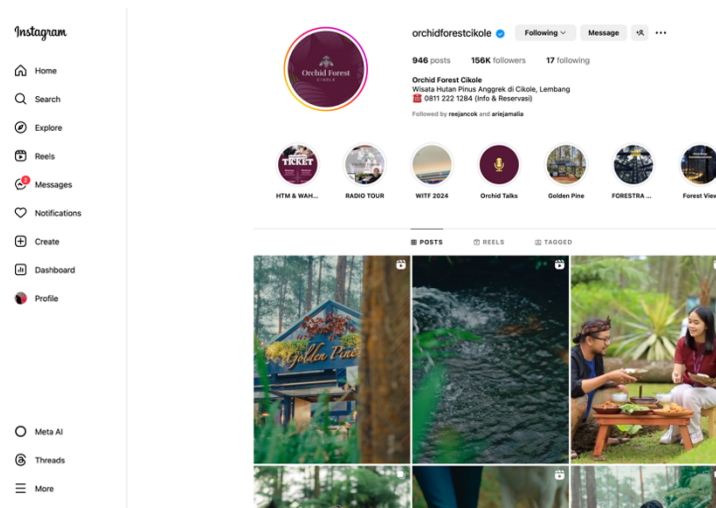 Instagram
Home
Search
Explore
Reels
2
Messages
Notifications
Create
Dashboard
Profile
Meta AI
Threads
More
Orchid Forest
CIKOLE
orchidforestcikole
Following
Message
946 posts 156K followers 17 following
Orchid Forest Cikole
Wisata Hutan Pinus Anggrek di Cikole, Lembang
0811 222 1284 (Info & Reservasi)
Followed by reejancok and ariejamalia
TICKET
HTM & WAH...
RADIO TOUR
WITF 2024
Orchid Talks
Golden Pine
FORESTRA ...
Forest View
POSTS REELS TAGGED
Golden Pine